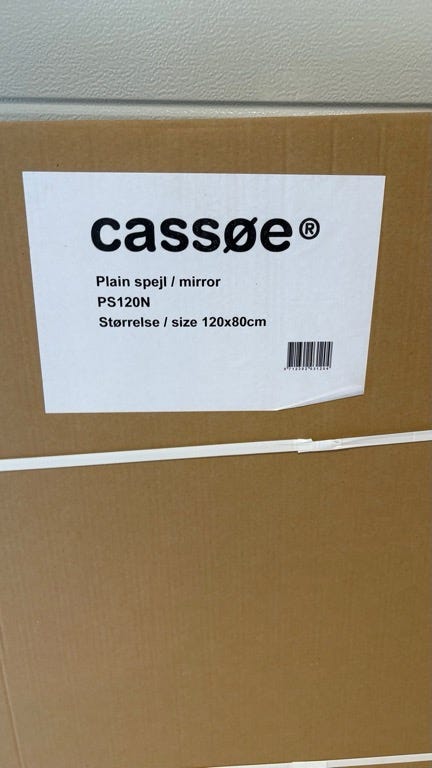 cassøe®
Plain spejl / mirror
PS120N
Størrelse / size 120x80cm